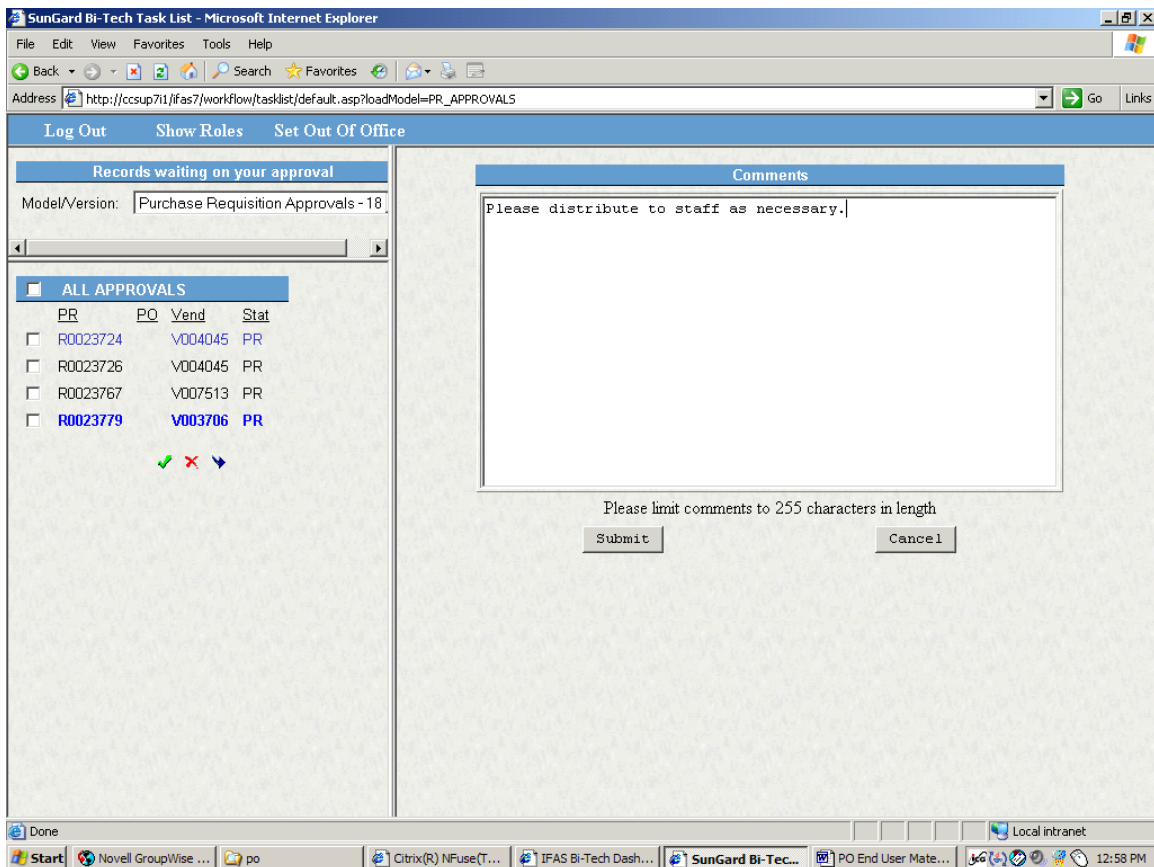 SunGard Bi-Tech Task List - Microsoft Internet Explorer
File Edit View Favorites Tools Help
Back Search Favorites
Address http://ccsup7i1/ifas7/workflow/tasklist/default.asp?loadModel=PR_APPROVALS Go Links
Log Out Show Roles Set Out Of Office
Records waiting on your approval
Model/Version: Purchase Requisition Approvals - 18
ALL APPROVALS
PR PO Vend Stat
R0023724 V004045 PR
R0023726 V004045 PR
R0023767 V007513 PR
R0023779 V003706 PR
Comments
Please distribute to staff as necessary.
Please limit comments to 255 characters in length
Submit Cancel
Done Local intranet
Start Novell GroupWise ... po Citrix(R) NFuse(T... IFAS Bi-Tech Dash... SunGard Bi-Tec... PO End User Mate... 12:58 PM